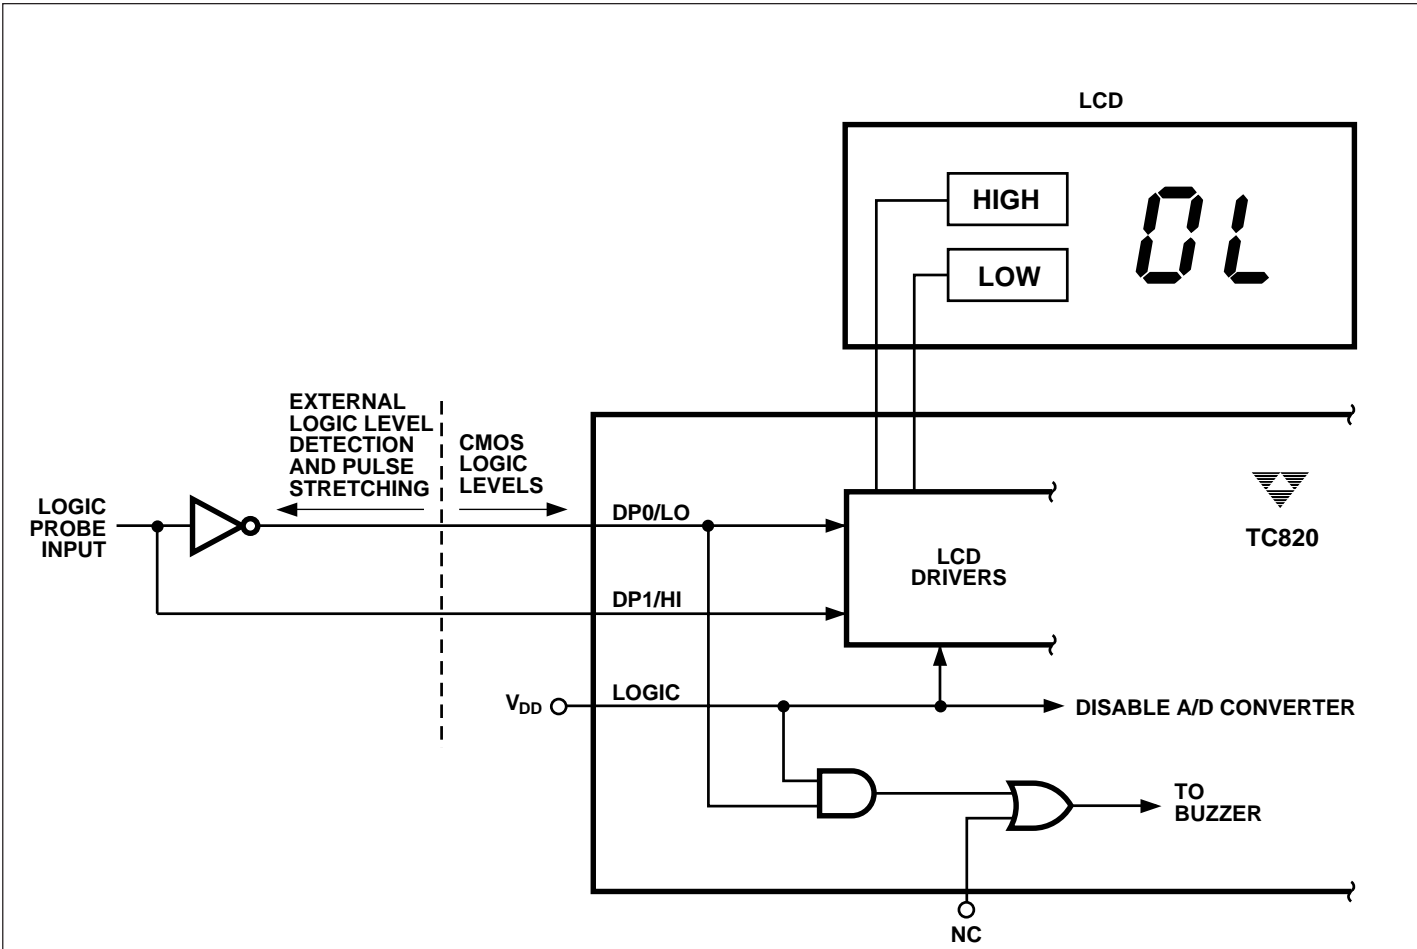 LCD
HIGH
LOW
OL
EXTERNAL
LOGIC LEVEL
DETECTION
AND PULSE
STRETCHING
CMOS
LOGIC
LEVELS
LOGIC
PROBE
INPUT
DP0/LO
DP1/HI
LCD
DRIVERS
TC820
VDD
LOGIC
DISABLE A/D CONVERTER
TO
BUZZER
NC